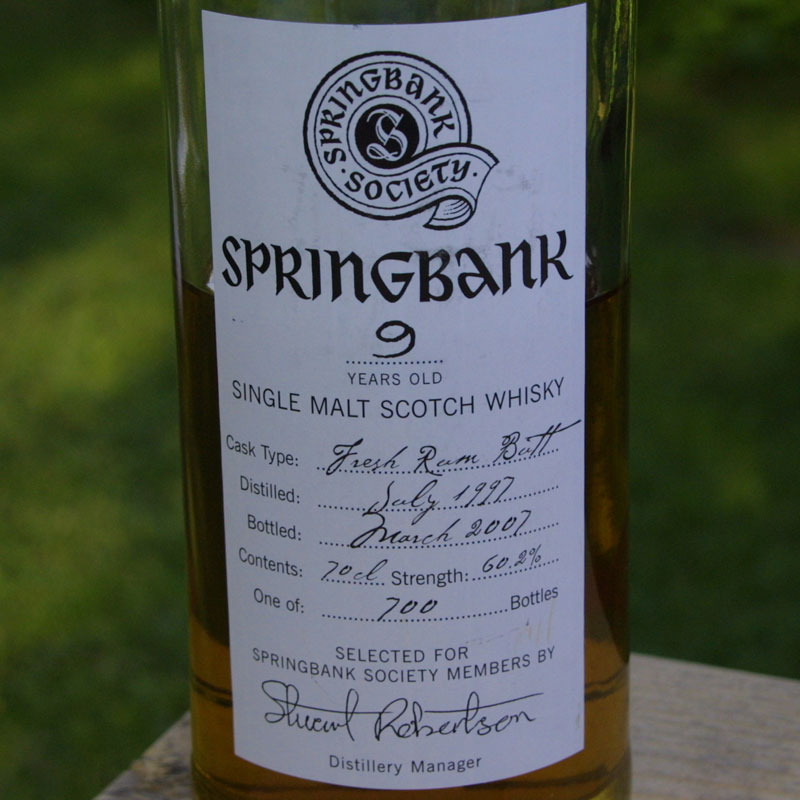 SPRINGBANK
· SOCIETY ·
S
SPRINGBANK
9
YEARS OLD
SINGLE MALT SCOTCH WHISKY
Cask Type: Fresh Rum Butt
Distilled: July 1997
Bottled: March 2007
Contents: 70cl Strength: 60.2%
One of: 700 Bottles
SELECTED FOR
SPRINGBANK SOCIETY MEMBERS BY
Stuart Robertson
Distillery Manager